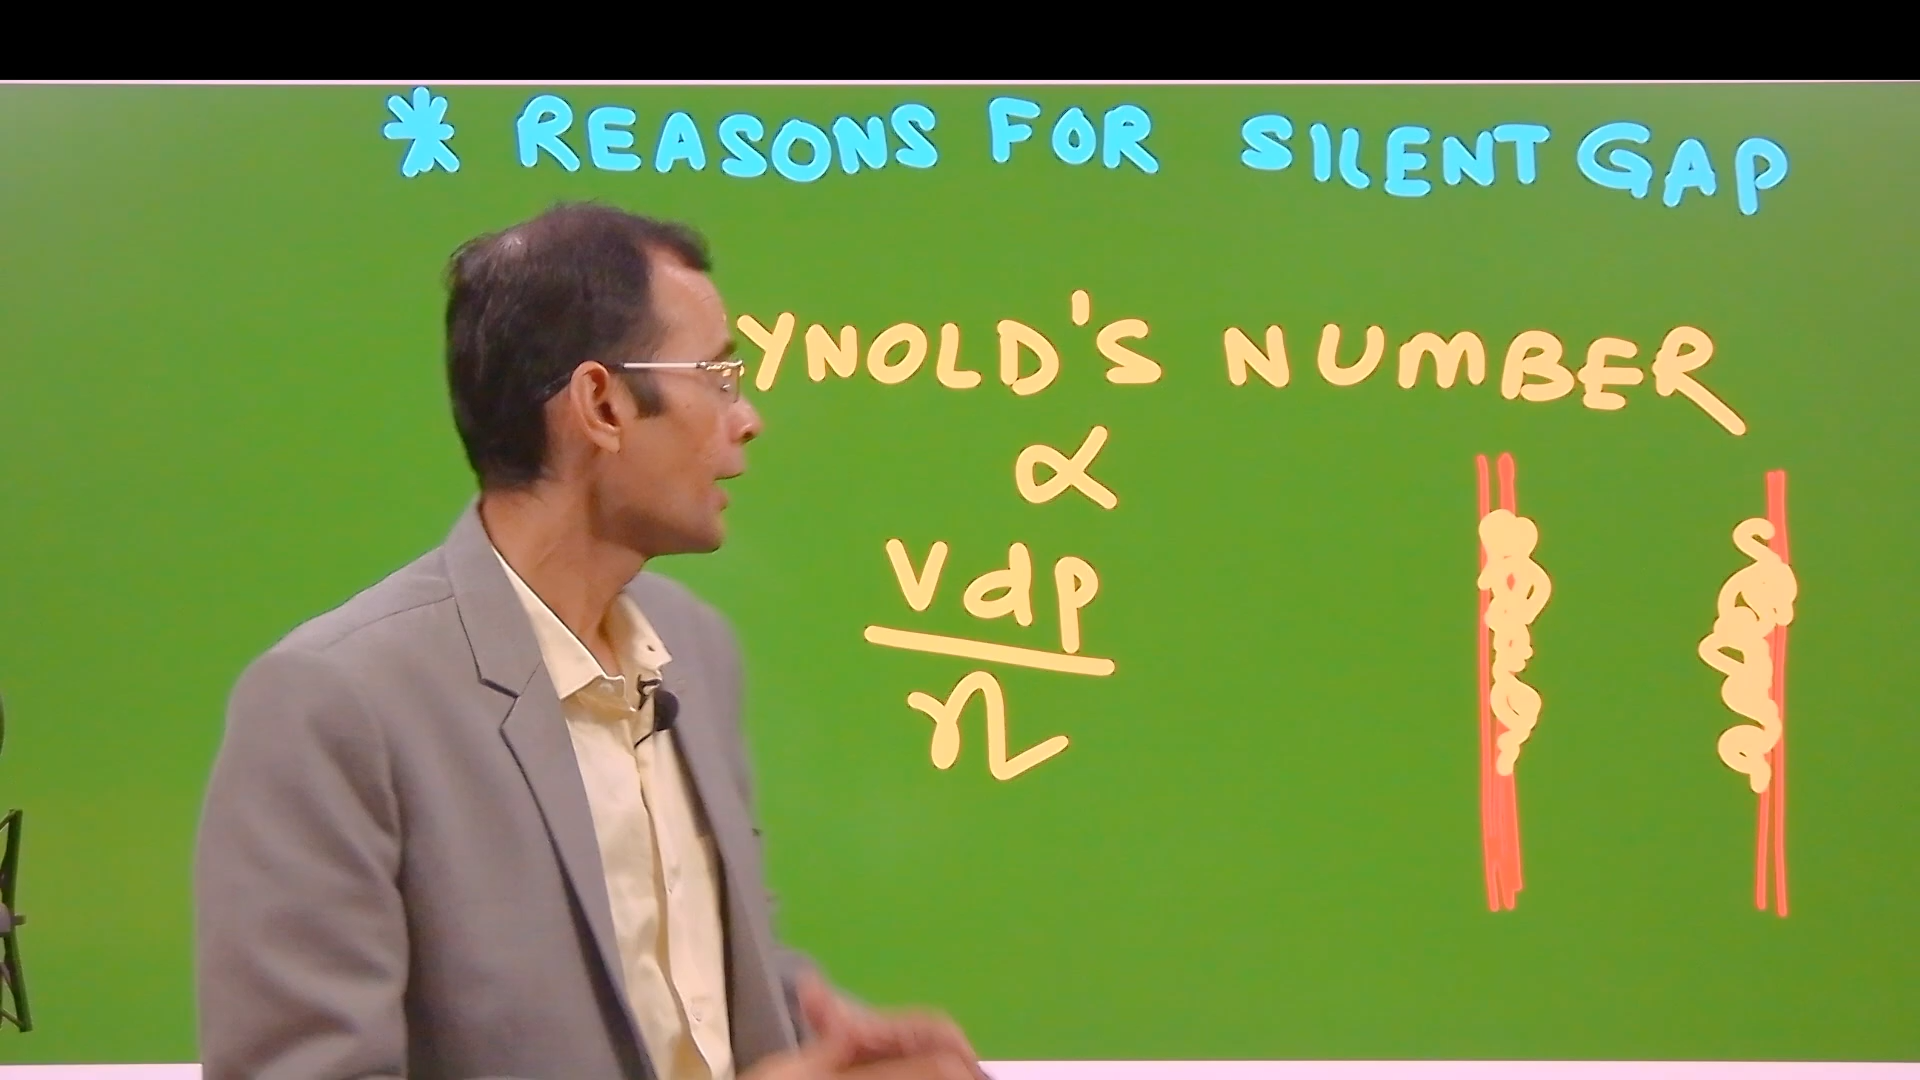 * REASONS FOR SILENT GAP
YNOLD'S NUMBER
∝
vdp
η